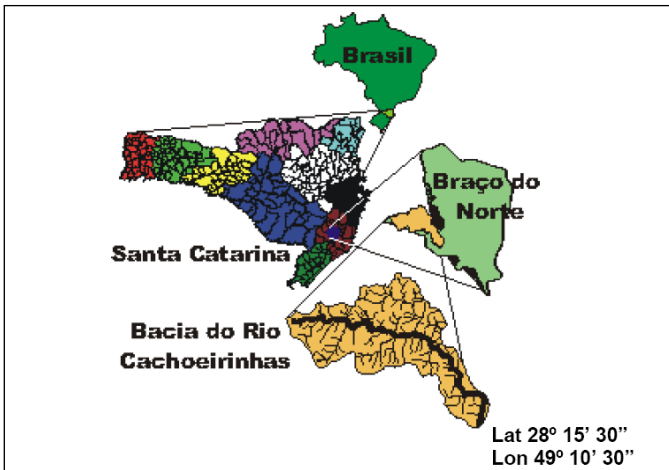 Brasil
Braço do
Norte
Santa Catarina
Bacia do Rio
Cachoeirinhas
Lat 28º 15’ 30”
Lon 49º 10’ 30”